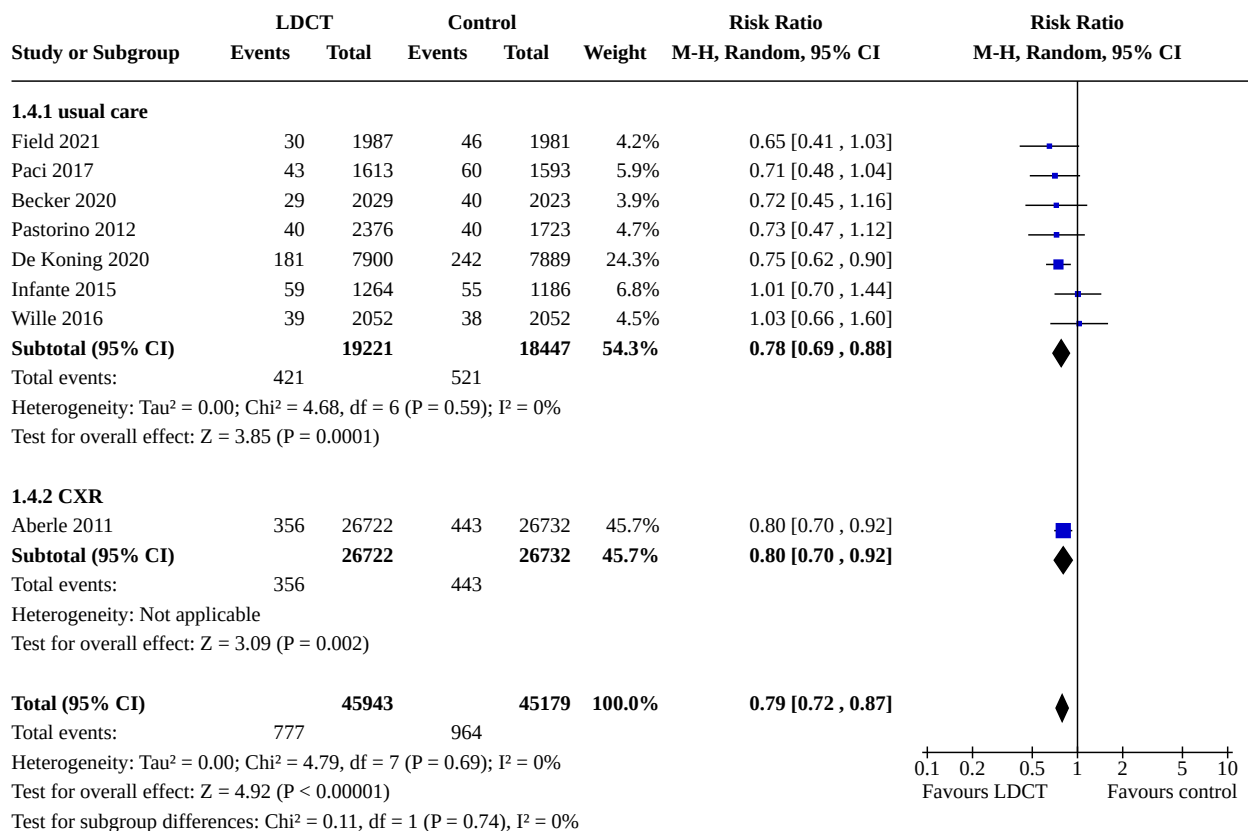 LDCT Control Risk Ratio Risk Ratio
Study or Subgroup Events Total Events Total Weight M-H, Random, 95% CI M-H, Random, 95% CI
1.4.1 usual care
Field 2021 30 1987 46 1981 4.2% 0.65 [0.41 , 1.03]
Paci 2017 43 1613 60 1593 5.9% 0.71 [0.48 , 1.04]
Becker 2020 29 2029 40 2023 3.9% 0.72 [0.45 , 1.16]
Pastorino 2012 40 2376 40 1723 4.7% 0.73 [0.47 , 1.12]
De Koning 2020 181 7900 242 7889 24.3% 0.75 [0.62 , 0.90]
Infante 2015 59 1264 55 1186 6.8% 1.01 [0.70 , 1.44]
Wille 2016 39 2052 38 2052 4.5% 1.03 [0.66 , 1.60]
Subtotal (95% CI) 19221 18447 54.3% 0.78 [0.69 , 0.88]
Total events: 421 521
Heterogeneity: Tau² = 0.00; Chi² = 4.68, df = 6 (P = 0.59); I² = 0%
Test for overall effect: Z = 3.85 (P = 0.0001)
1.4.2 CXR
Aberle 2011 356 26722 443 26732 45.7% 0.80 [0.70 , 0.92]
Subtotal (95% CI) 26722 26732 45.7% 0.80 [0.70 , 0.92]
Total events: 356 443
Heterogeneity: Not applicable
Test for overall effect: Z = 3.09 (P = 0.002)
Total (95% CI) 45943 45179 100.0% 0.79 [0.72 , 0.87]
Total events: 777 964
Heterogeneity: Tau² = 0.00; Chi² = 4.79, df = 7 (P = 0.69); I² = 0%
Test for overall effect: Z = 4.92 (P < 0.00001)
Test for subgroup differences: Chi² = 0.11, df = 1 (P = 0.74), I² = 0%
0.1 0.2 0.5 1 2 5 10
Favours LDCT Favours control